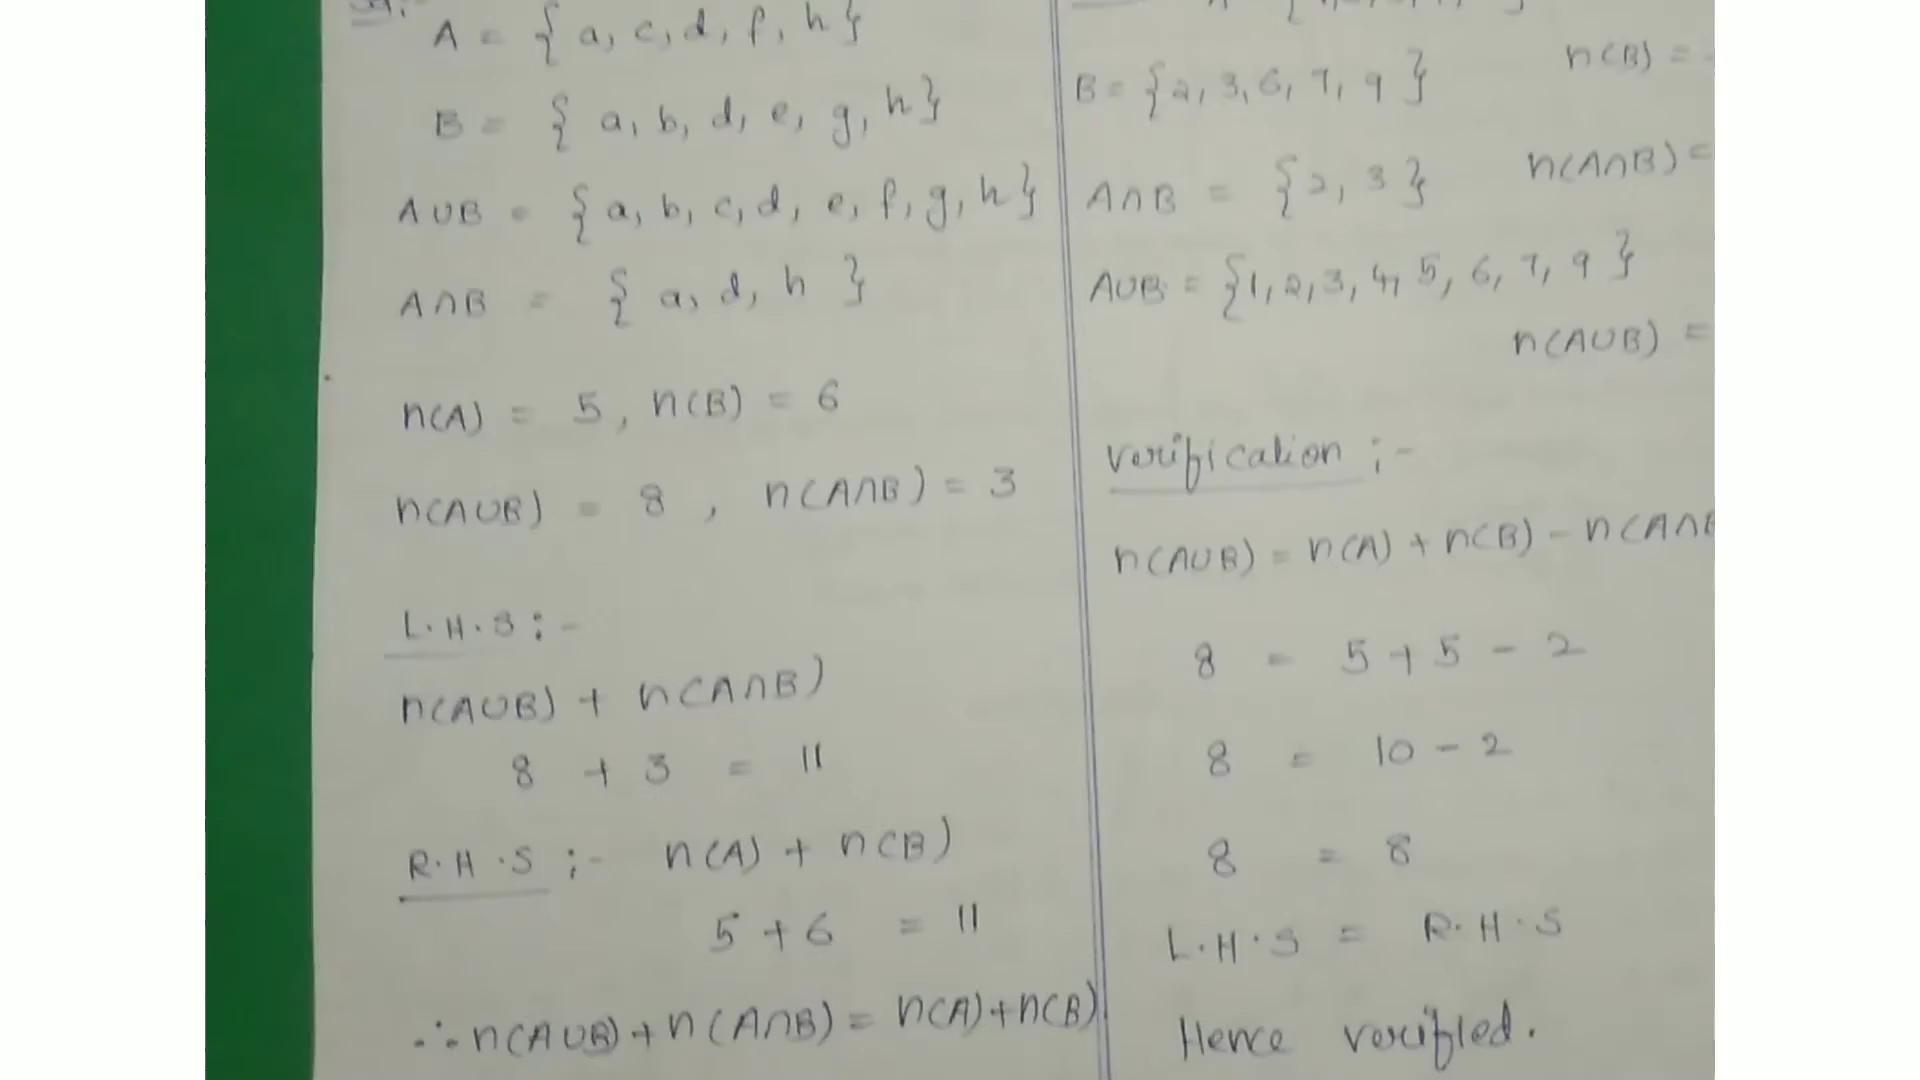 A = { a, c, d, f, h }
B = { a, b, d, e, g, h }
A∪B = { a, b, c, d, e, f, g, h }
A∩B = { a, d, h }
n(A) = 5, n(B) = 6
n(A∪B) = 8 , n(A∩B) = 3
L.H.S :-
n(A∪B) + n(A∩B)
8 + 3 = 11
R.H.S :- n(A) + n(B)
5 + 6 = 11
∴ n(A∪B) + n(A∩B) = n(A) + n(B)
n(B) =
B = { 2, 3, 6, 7, 9 }
A∩B = { 2, 3 } n(A∩B) =
A∪B = { 1, 2, 3, 4, 5, 6, 7, 9 }
n(A∪B) =
verification :-
n(A∪B) = n(A) + n(B) - n(A∩B
8 = 5 + 5 - 2
8 = 10 - 2
8 = 8
L.H.S = R.H.S
Hence verified.